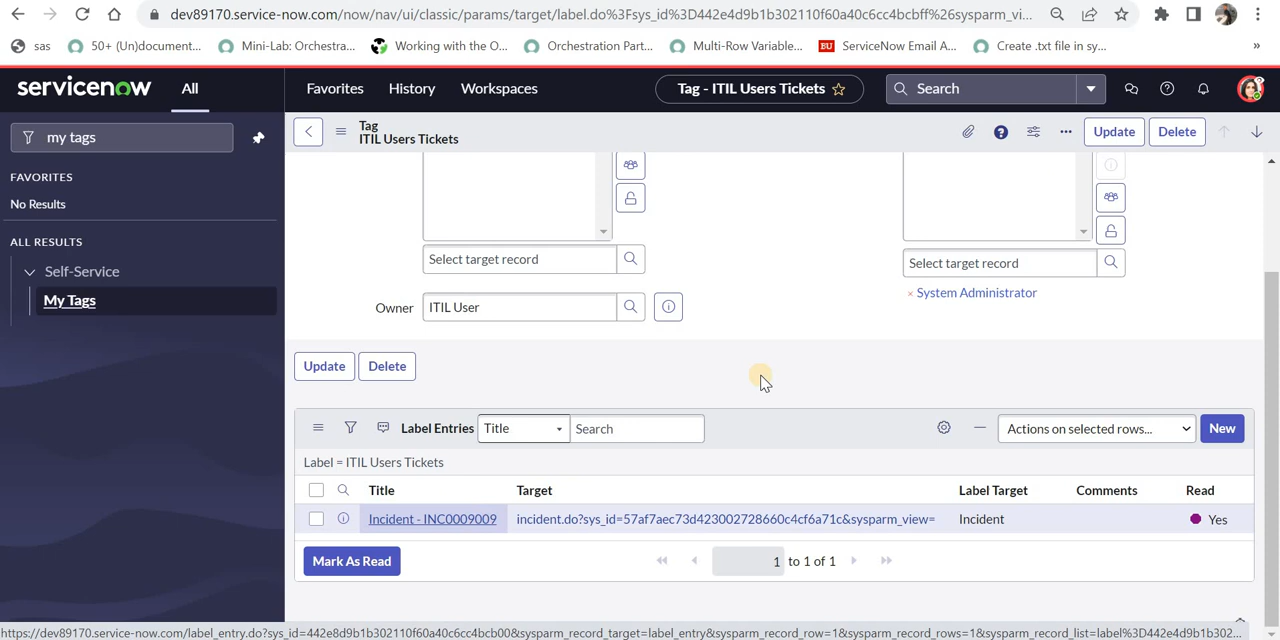 dev89170.service-now.com/now/nav/ui/classic/params/target/label.do%3Fsys_id%3D442e4d9b1b302110f60a40c6cc4bcbff%26sysparm_vi...
sas
50+ (Un)document...
Mini-Lab: Orchestra...
Working with the O...
Orchestration Part...
Multi-Row Variable...
BU
ServiceNow Email A...
Create .txt file in sy...
»
servicenow
All
Favorites
History
Workspaces
Tag - ITIL Users Tickets
Search
my tags
Tag
ITIL Users Tickets
Update
Delete
FAVORITES
No Results
ALL RESULTS
Self-Service
My Tags
Select target record
Select target record
System Administrator
Owner
ITIL User
Update
Delete
Label Entries
Title
Search
Actions on selected rows...
New
Label = ITIL Users Tickets
Title
Target
Label Target
Comments
Read
Incident - INC0009009
incident.do?sys_id=57af7aec73d423002728660c4cf6a71c&sysparm_view=
Incident
Yes
Mark As Read
1 to 1 of 1
https://dev89170.service-now.com/label_entry.do?sys_id=442e8d9b1b302110f60a40c6cc4bcb00&sysparm_record_target=label_entry&sysparm_record_row=1&sysparm_record_rows=1&sysparm_record_list=label%3D442e4d9b1b302...